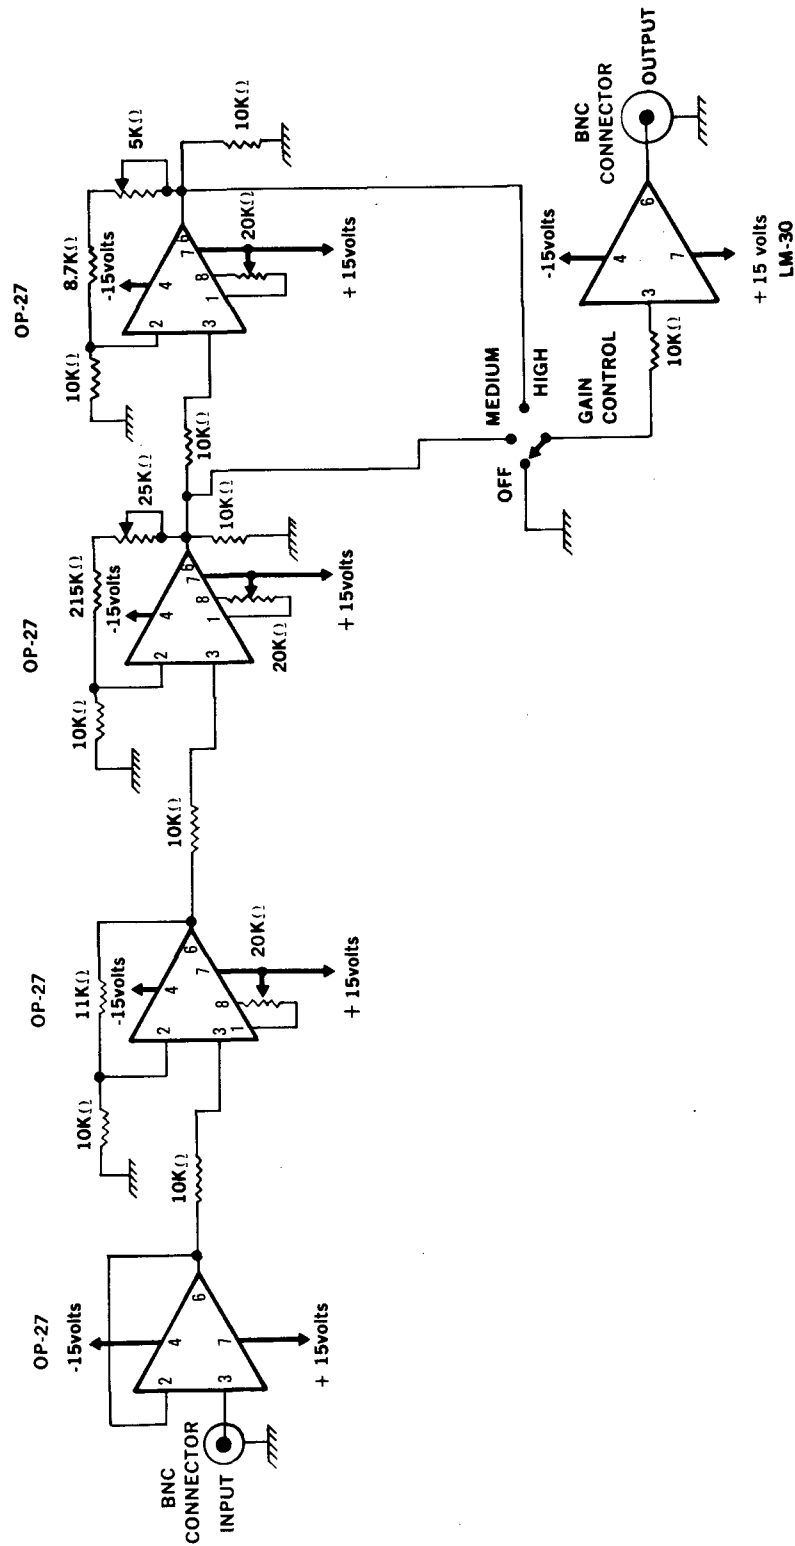 OP-27
-15volts
2
4
6
3
7
+ 15volts
BNC
CONNECTOR
INPUT
10KΩ
OP-27
10KΩ
11KΩ
-15volts
2
4
6
3
7
1
8
20KΩ
+ 15volts
10KΩ
OP-27
10KΩ
215KΩ
25KΩ
-15volts
2
4
6
3
7
1
8
20KΩ
10KΩ
+ 15volts
10KΩ
OP-27
10KΩ
8.7KΩ
5KΩ
-15volts
2
4
6
3
7
1
8
20KΩ
10KΩ
+ 15volts
OFF
MEDIUM
HIGH
GAIN
CONTROL
10KΩ
-15volts
3
4
6
7
+ 15 volts
LM-30
BNC
CONNECTOR
OUTPUT